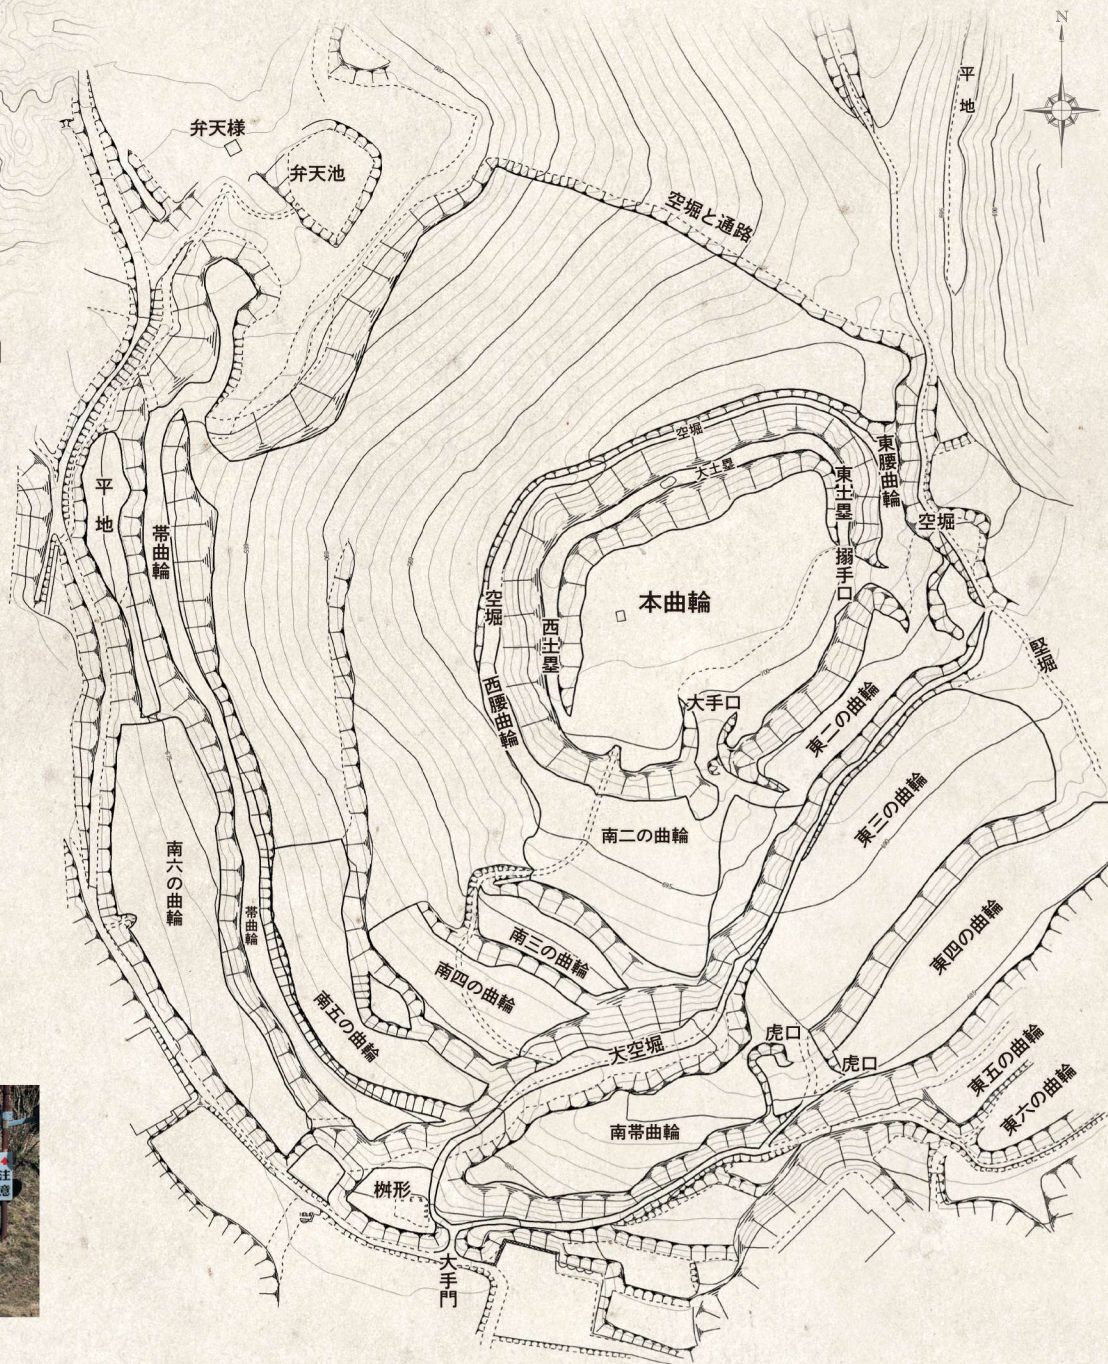 N
平地
弁天様
弁天池
空堀と通路
空堀
大土塁
東土塁
東腰曲輪
空堀
搦手口
平地
帯曲輪
本曲輪
空堀
西土塁
西腰曲輪
大手口
竪堀
東二の曲輪
東三の曲輪
南二の曲輪
南六の曲輪
帯曲輪
南三の曲輪
南四の曲輪
東四の曲輪
南五の曲輪
大空堀
虎口
虎口
東五の曲輪
東六の曲輪
南帯曲輪
桝形
大手門
注意